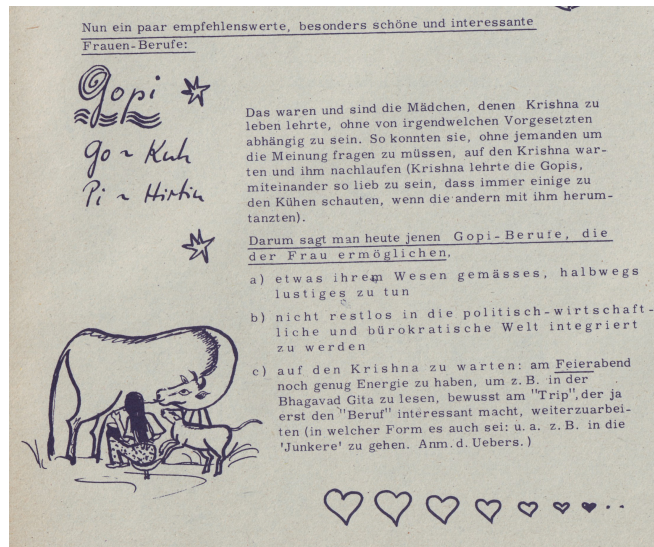 Nun ein paar empfehlenswerte, besonders schöne und interessante
Frauen-Berufe:
Gopi
Go ~ Kuh
Pi ~ Hirtin
Das waren und sind die Mädchen, denen Krishna zu
leben lehrte, ohne von irgendwelchen Vorgesetzten
abhängig zu sein. So konnten sie, ohne jemanden um
die Meinung fragen zu müssen, auf den Krishna war-
ten und ihm nachlaufen (Krishna lehrte die Gopis,
miteinander so lieb zu sein, dass immer einige zu
den Kühen schauten, wenn die andern mit ihm herum-
tanzten).
Darum sagt man heute jenen Gopi-Berufe, die
der Frau ermöglichen,
a) etwas ihrem Wesen gemässes, halbwegs
lustiges zu tun
b) nicht restlos in die politisch-wirtschaft-
liche und bürokratische Welt integriert
zu werden
c) auf den Krishna zu warten: am Feierabend
noch genug Energie zu haben, um z.B. in der
Bhagavad Gita zu lesen, bewusst am "Trip", der ja
erst den "Beruf" interessant macht, weiterzuarbei-
ten (in welcher Form es auch sei: u.a. z.B. in die
'Junkere' zu gehen. Anm.d.Uebers.)